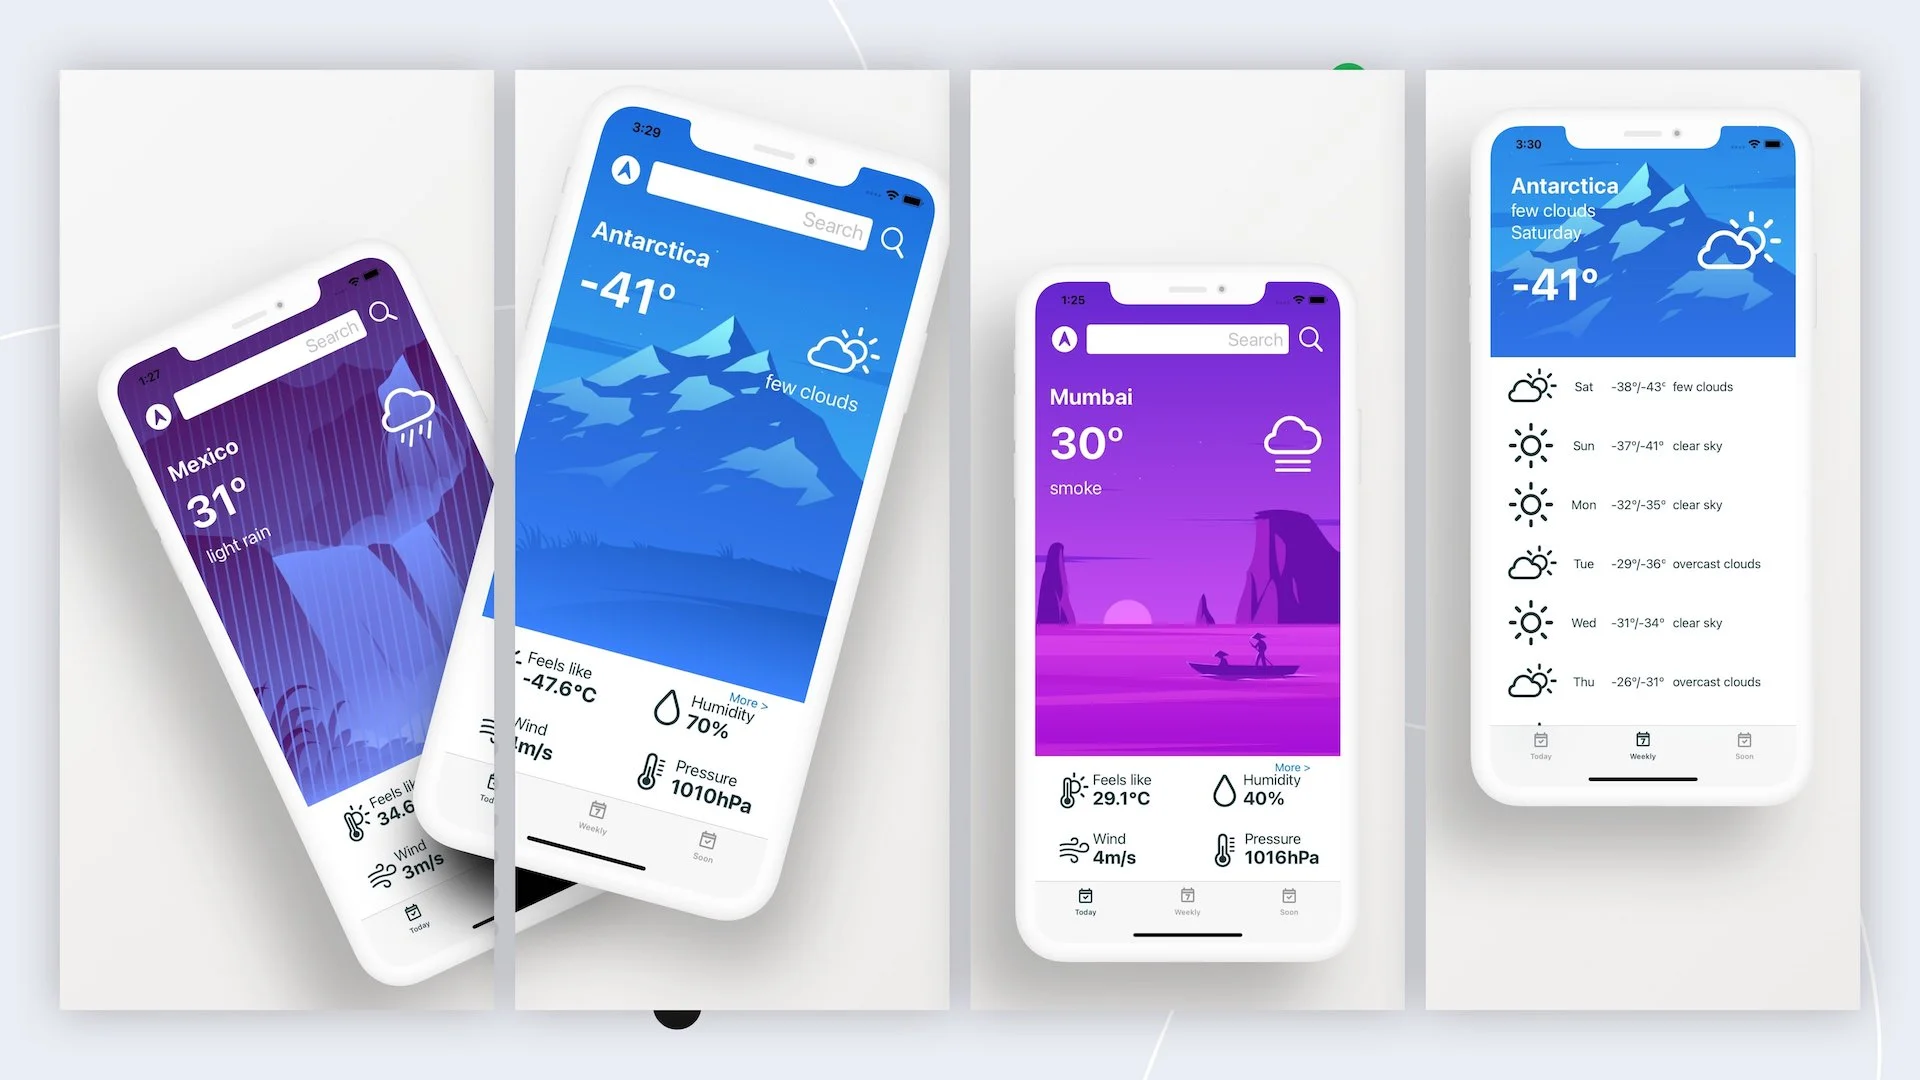 1:27
Search
Mexico
31°
light rain
Feels lik
34.6
Wind
3m/s
Today
3:29
Search
Antarctica
-41°
few clouds
Feels like
-47.6°C
More >
Humidity
70%
Wind
m/s
Pressure
1010hPa
Weekly
Soon
1:25
Search
Mumbai
30°
smoke
More >
Feels like
29.1°C
Humidity
40%
Wind
4m/s
Pressure
1016hPa
Today
Weekly
Soon
3:30
Antarctica
few clouds
Saturday
-41°
Sat -38°/-43° few clouds
Sun -37°/-41° clear sky
Mon -32°/-35° clear sky
Tue -29°/-36° overcast clouds
Wed -31°/-34° clear sky
Thu -26°/-31° overcast clouds
Today
7
Weekly
Soon